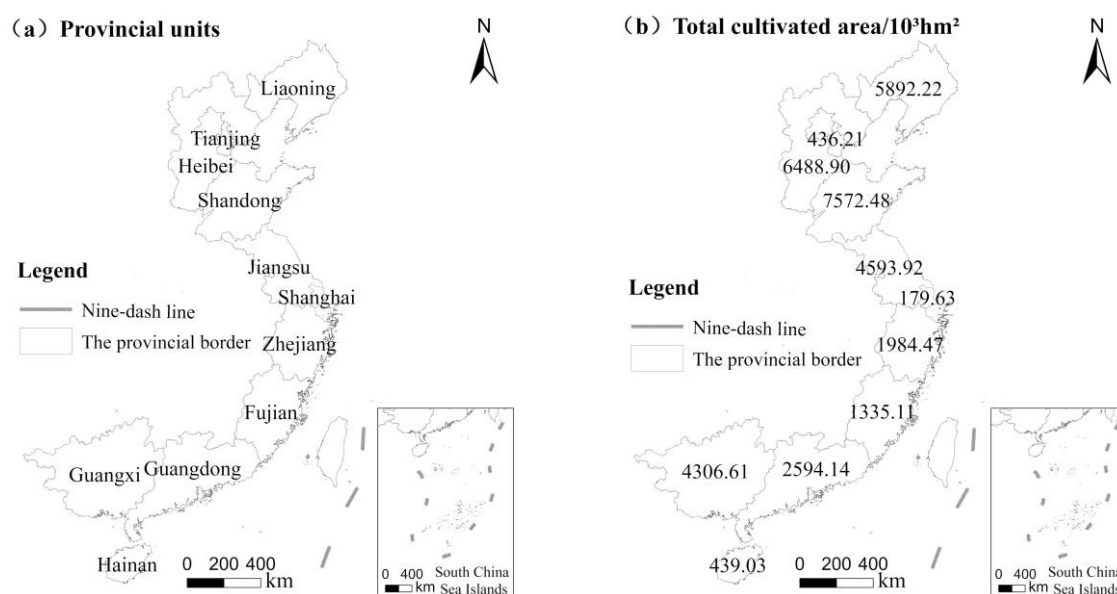 (a) Provincial units
N
Liaoning
Tianjing
Heibei
Shandong
Jiangsu
Shanghai
Zhejiang
Fujian
Guangxi
Guangdong
Hainan
Legend
Nine-dash line
The provincial border
0 200 400
km
0 400
km
South China
Sea Islands
(b) Total cultivated area/10³hm²
N
5892.22
436.21
6488.90
7572.48
4593.92
179.63
1984.47
1335.11
4306.61
2594.14
439.03
Legend
Nine-dash line
The provincial border
0 200 400
km
0 400
km
South China
Sea Islands